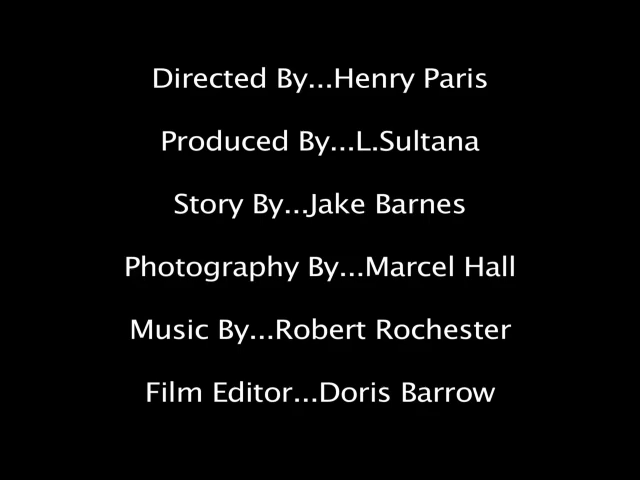 Directed By...Henry Paris
Produced By...L.Sultana
Story By...Jake Barnes
Photography By...Marcel Hall
Music By...Robert Rochester
Film Editor...Doris Barrow